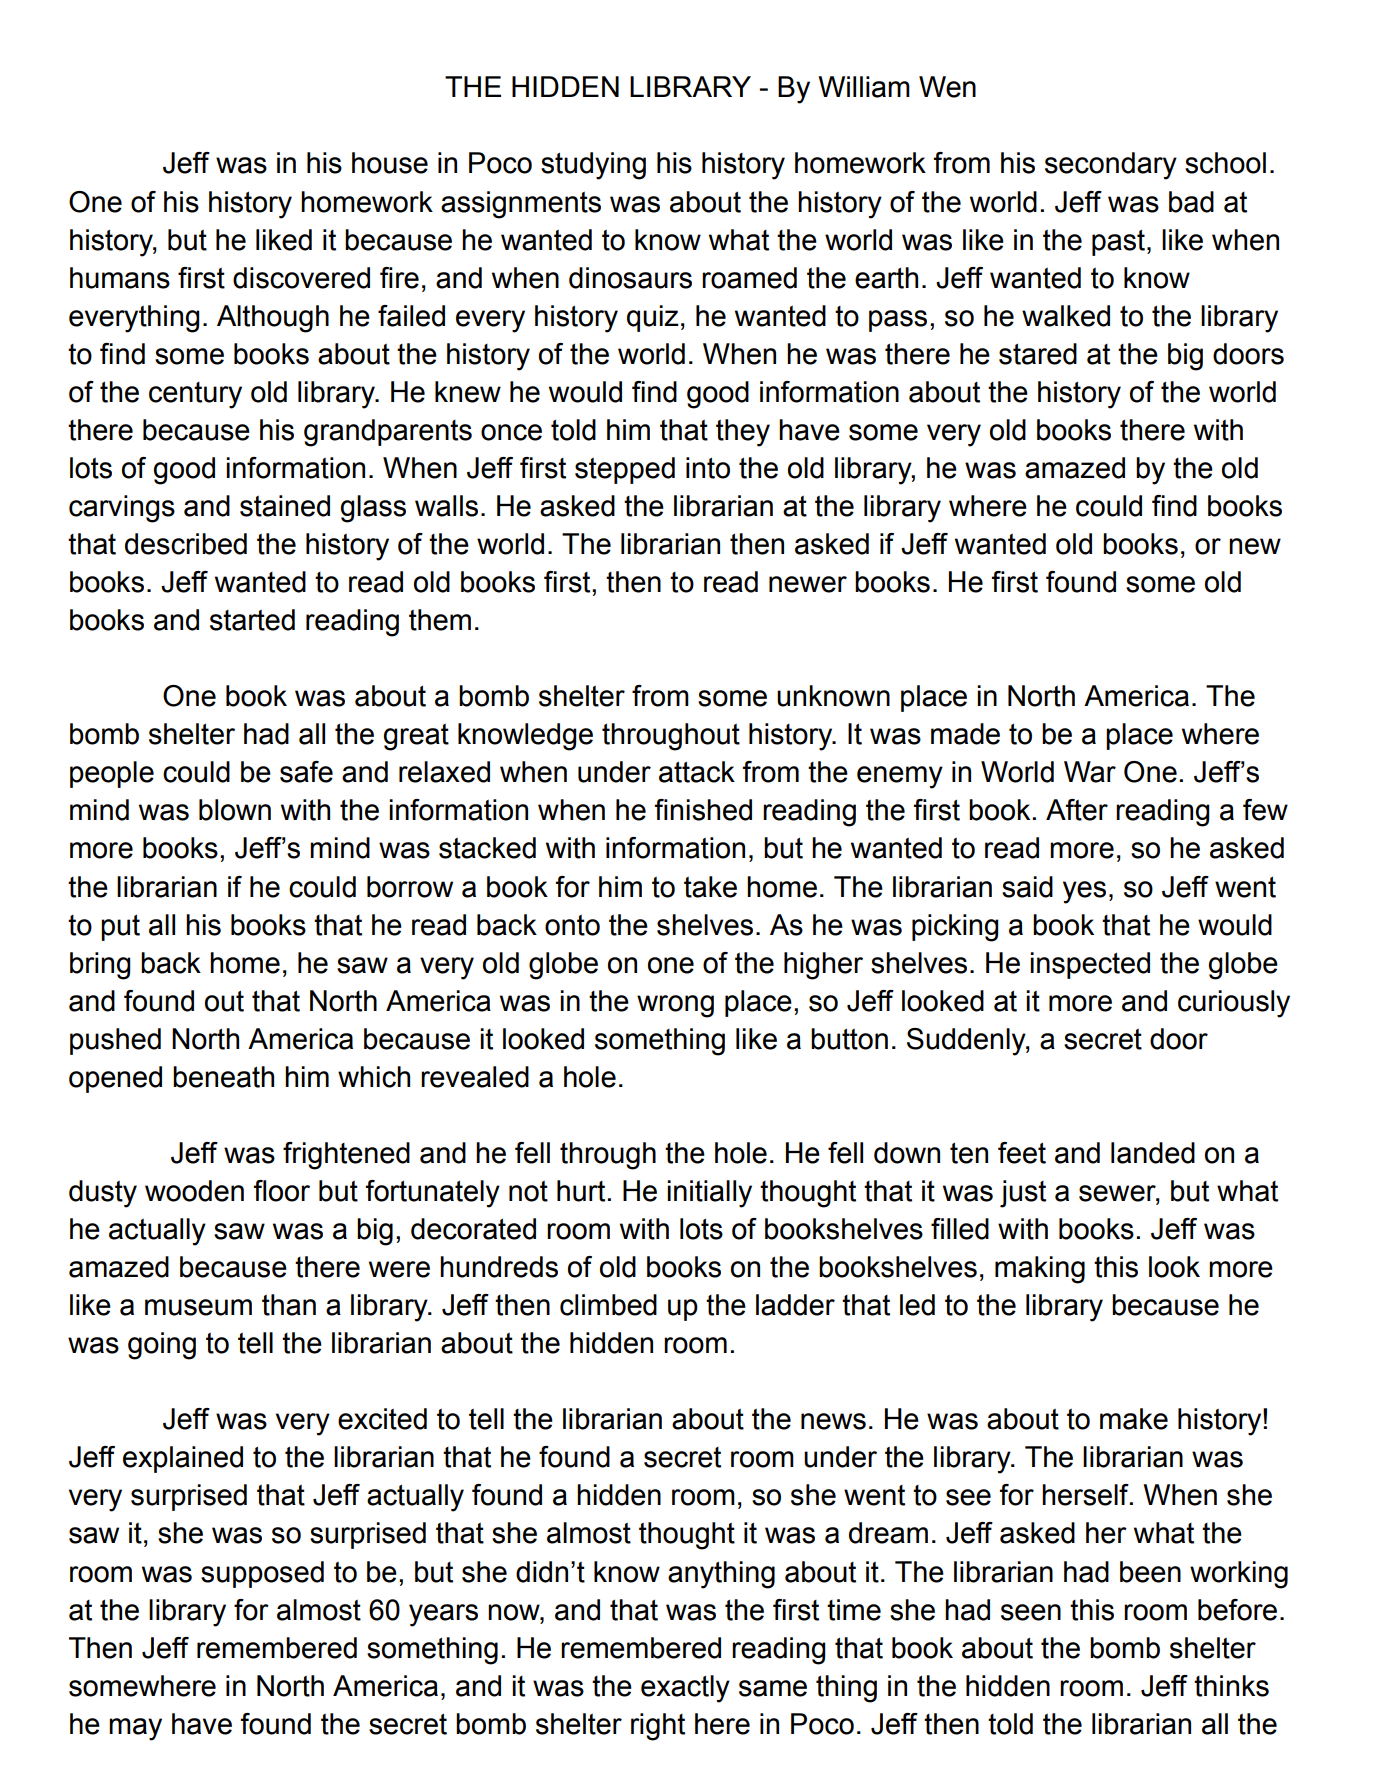 THE HIDDEN LIBRARY - By William Wen
Jeff was in his house in Poco studying his history homework from his secondary school.
One of his history homework assignments was about the history of the world. Jeff was bad at
history, but he liked it because he wanted to know what the world was like in the past, like when
humans first discovered fire, and when dinosaurs roamed the earth. Jeff wanted to know
everything. Although he failed every history quiz, he wanted to pass, so he walked to the library
to find some books about the history of the world. When he was there he stared at the big doors
of the century old library. He knew he would find good information about the history of the world
there because his grandparents once told him that they have some very old books there with
lots of good information. When Jeff first stepped into the old library, he was amazed by the old
carvings and stained glass walls. He asked the librarian at the library where he could find books
that described the history of the world. The librarian then asked if Jeff wanted old books, or new
books. Jeff wanted to read old books first, then to read newer books. He first found some old
books and started reading them.
One book was about a bomb shelter from some unknown place in North America. The
bomb shelter had all the great knowledge throughout history. It was made to be a place where
people could be safe and relaxed when under attack from the enemy in World War One. Jeff’s
mind was blown with the information when he finished reading the first book. After reading a few
more books, Jeff’s mind was stacked with information, but he wanted to read more, so he asked
the librarian if he could borrow a book for him to take home. The librarian said yes, so Jeff went
to put all his books that he read back onto the shelves. As he was picking a book that he would
bring back home, he saw a very old globe on one of the higher shelves. He inspected the globe
and found out that North America was in the wrong place, so Jeff looked at it more and curiously
pushed North America because it looked something like a button. Suddenly, a secret door
opened beneath him which revealed a hole.
Jeff was frightened and he fell through the hole. He fell down ten feet and landed on a
dusty wooden floor but fortunately not hurt. He initially thought that it was just a sewer, but what
he actually saw was a big, decorated room with lots of bookshelves filled with books. Jeff was
amazed because there were hundreds of old books on the bookshelves, making this look more
like a museum than a library. Jeff then climbed up the ladder that led to the library because he
was going to tell the librarian about the hidden room.
Jeff was very excited to tell the librarian about the news. He was about to make history!
Jeff explained to the librarian that he found a secret room under the library. The librarian was
very surprised that Jeff actually found a hidden room, so she went to see for herself. When she
saw it, she was so surprised that she almost thought it was a dream. Jeff asked her what the
room was supposed to be, but she didn’t know anything about it. The librarian had been working
at the library for almost 60 years now, and that was the first time she had seen this room before.
Then Jeff remembered something. He remembered reading that book about the bomb shelter
somewhere in North America, and it was the exactly same thing in the hidden room. Jeff thinks
he may have found the secret bomb shelter right here in Poco. Jeff then told the librarian all the